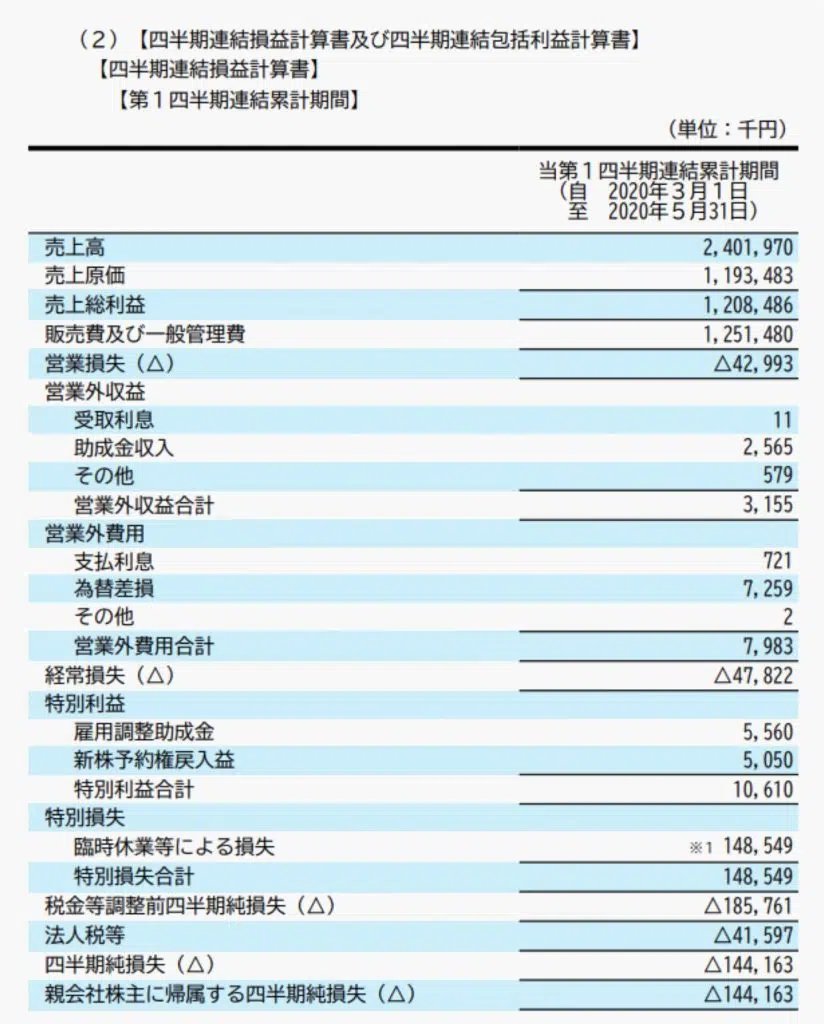 （２）【四半期連結損益計算書及び四半期連結包括利益計算書】
【四半期連結損益計算書】
【第１四半期連結累計期間】
（単位：千円）
当第１四半期連結累計期間
（自　2020年３月１日
至　2020年５月31日）
売上高 2,401,970
売上原価 1,193,483
売上総利益 1,208,486
販売費及び一般管理費 1,251,480
営業損失（△） △42,993
営業外収益
受取利息 11
助成金収入 2,565
その他 579
営業外収益合計 3,155
営業外費用
支払利息 721
為替差損 7,259
その他 2
営業外費用合計 7,983
経常損失（△） △47,822
特別利益
雇用調整助成金 5,560
新株予約権戻入益 5,050
特別利益合計 10,610
特別損失
臨時休業等による損失 ※1 148,549
特別損失合計 148,549
税金等調整前四半期純損失（△） △185,761
法人税等 △41,597
四半期純損失（△） △144,163
親会社株主に帰属する四半期純損失（△） △144,163